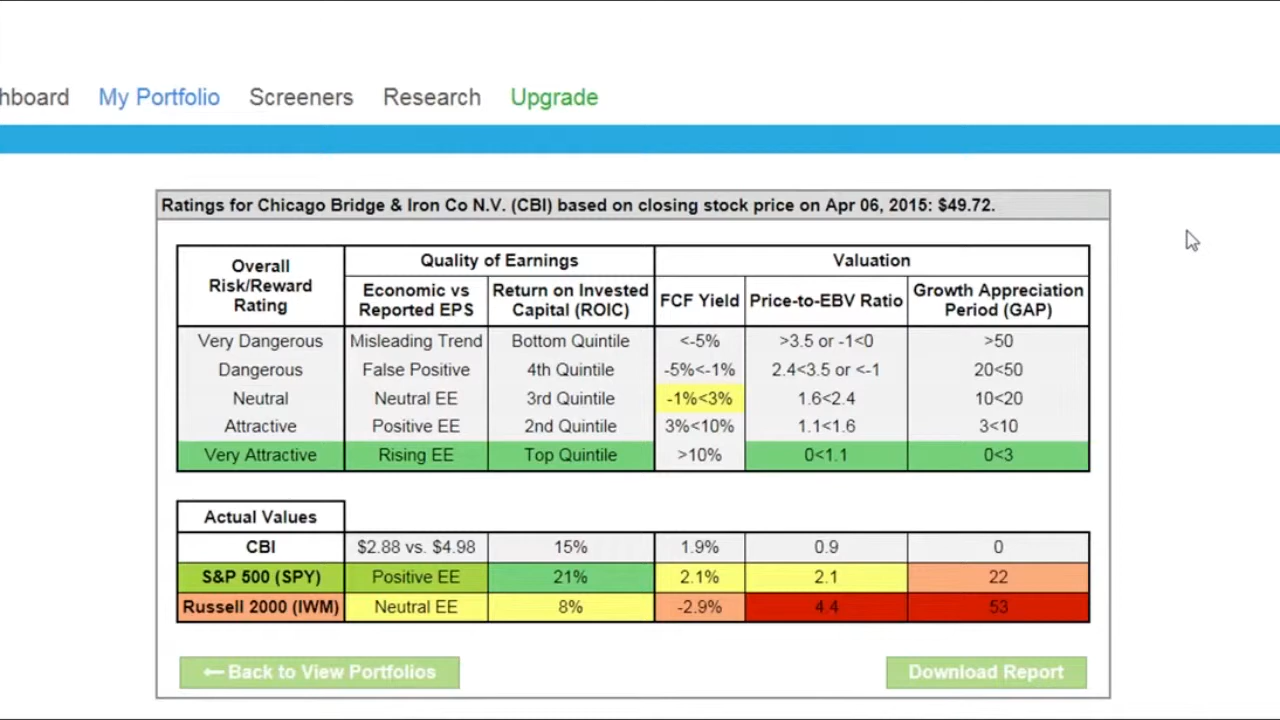 hboard My Portfolio Screeners Research Upgrade
Ratings for Chicago Bridge & Iron Co N.V. (CBI) based on closing stock price on Apr 06, 2015: $49.72.
Overall Risk/Reward Rating Quality of Earnings Valuation
Economic vs Reported EPS Return on Invested Capital (ROIC) FCF Yield Price-to-EBV Ratio Growth Appreciation Period (GAP)
Very Dangerous Misleading Trend Bottom Quintile <-5% >3.5 or -1<0 >50
Dangerous False Positive 4th Quintile -5%<-1% 2.4<3.5 or <-1 20<50
Neutral Neutral EE 3rd Quintile -1%<3% 1.6<2.4 10<20
Attractive Positive EE 2nd Quintile 3%<10% 1.1<1.6 3<10
Very Attractive Rising EE Top Quintile >10% 0<1.1 0<3
Actual Values
CBI $2.88 vs. $4.98 15% 1.9% 0.9 0
S&P 500 (SPY) Positive EE 21% 2.1% 2.1 22
Russell 2000 (IWM) Neutral EE 8% -2.9% 4.4 53
Back to View Portfolios Download Report